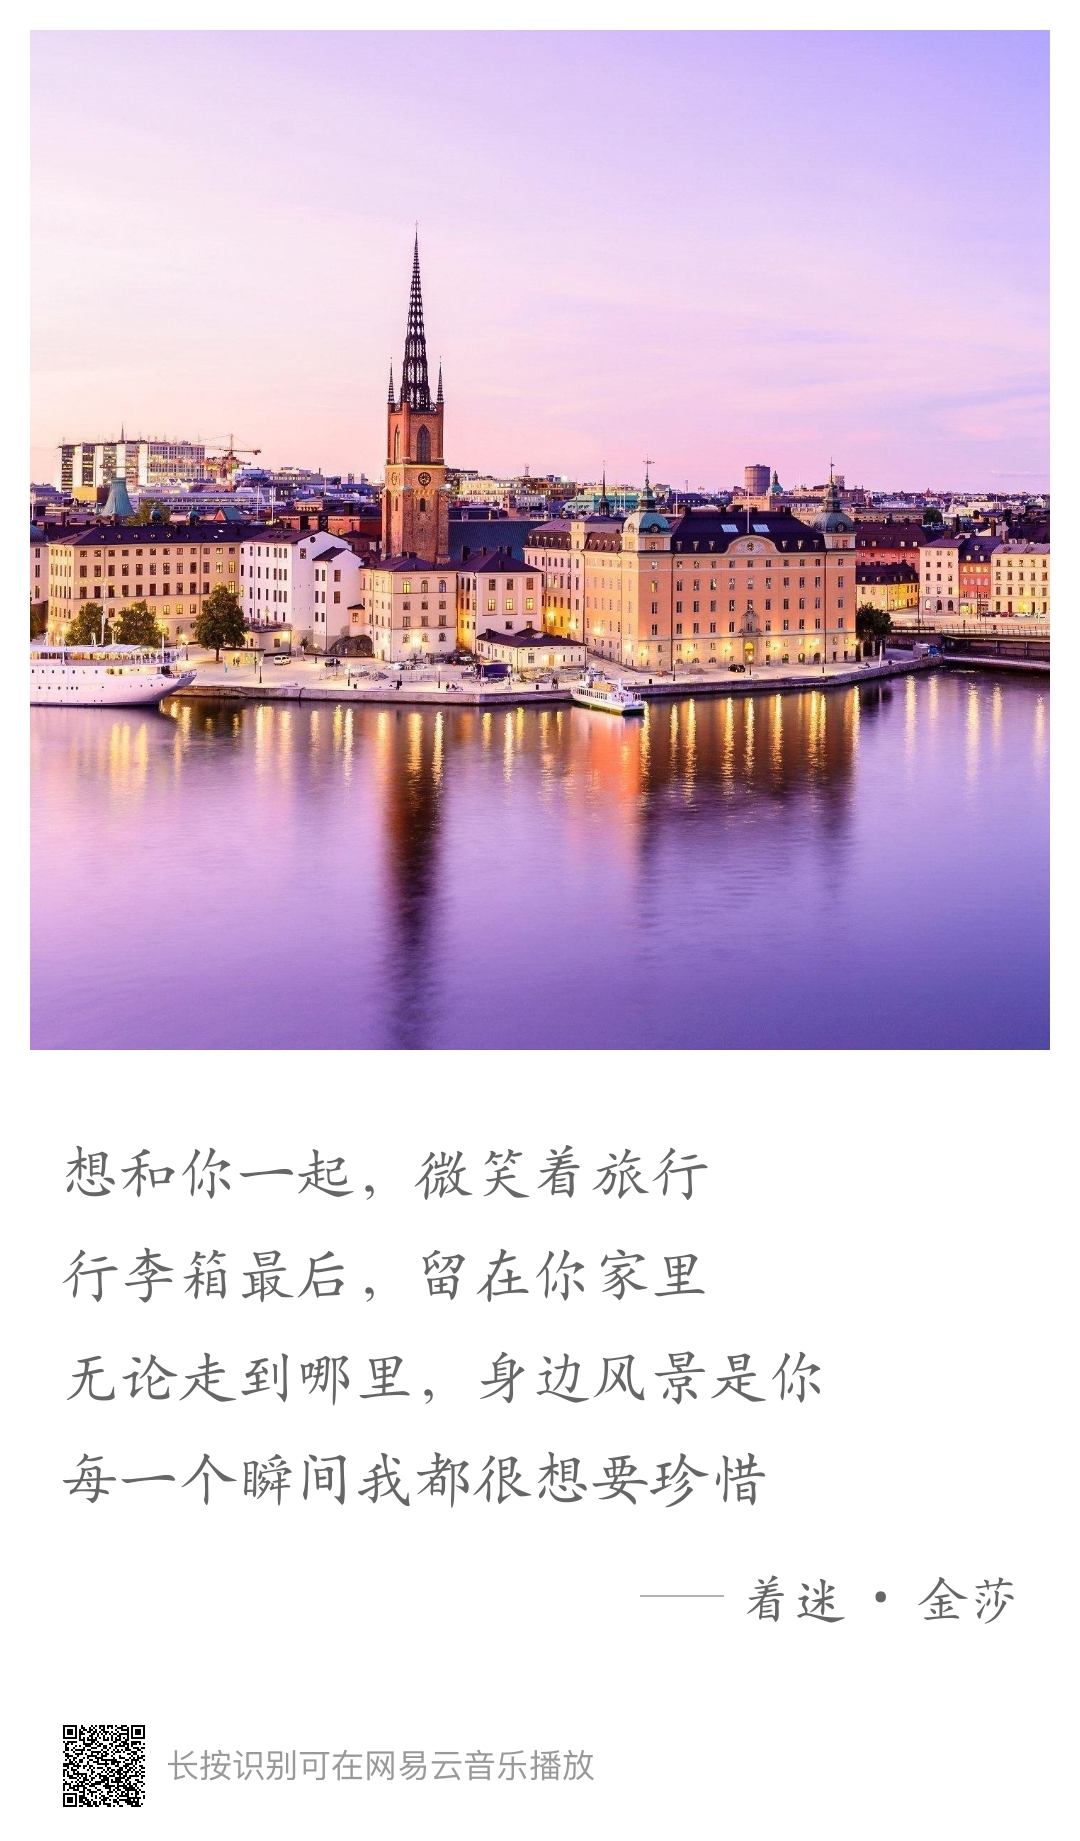 想和你一起，微笑着旅行
行李箱最后，留在你家里
无论走到哪里，身边风景是你
每一个瞬间我都很想要珍惜
—— 着迷 · 金莎
长按识别可在网易云音乐播放